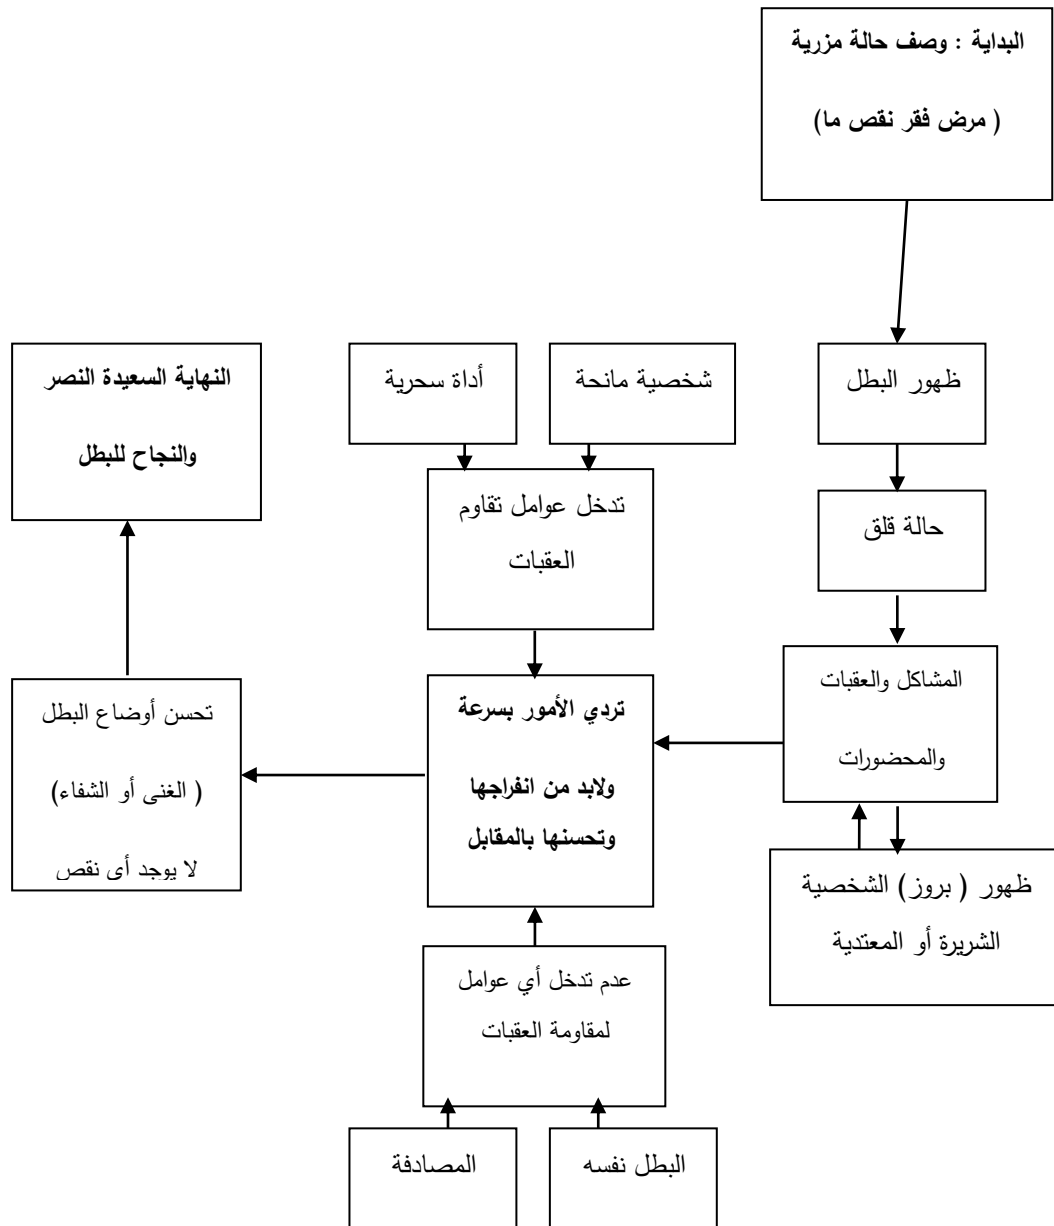 البداية : وصف حالة مزرية
( مرض فقر نقص ما)
ظهور البطل
حالة قلق
المشاكل والعقبات
والمحضورات
ظهور ( بروز) الشخصية
الشريرة أو المعتدية
شخصية مانحة
أداة سحرية
تدخل عوامل تقاوم
العقبات
تردي الأمور بسرعة
ولابد من انفراجها
وتحسنها بالمقابل
عدم تدخل أي عوامل
لمقاومة العقبات
البطل نفسه
المصادفة
تحسن أوضاع البطل
( الغنى أو الشفاء)
لا يوجد أي نقص
النهاية السعيدة النصر
والنجاح للبطل